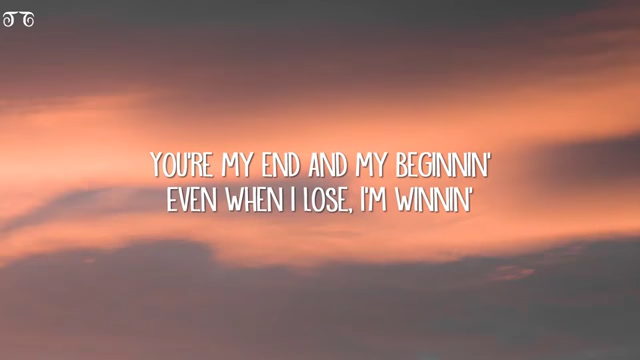 YOU'RE MY END AND MY BEGINNIN'
EVEN WHEN I LOSE, I'M WINNIN'